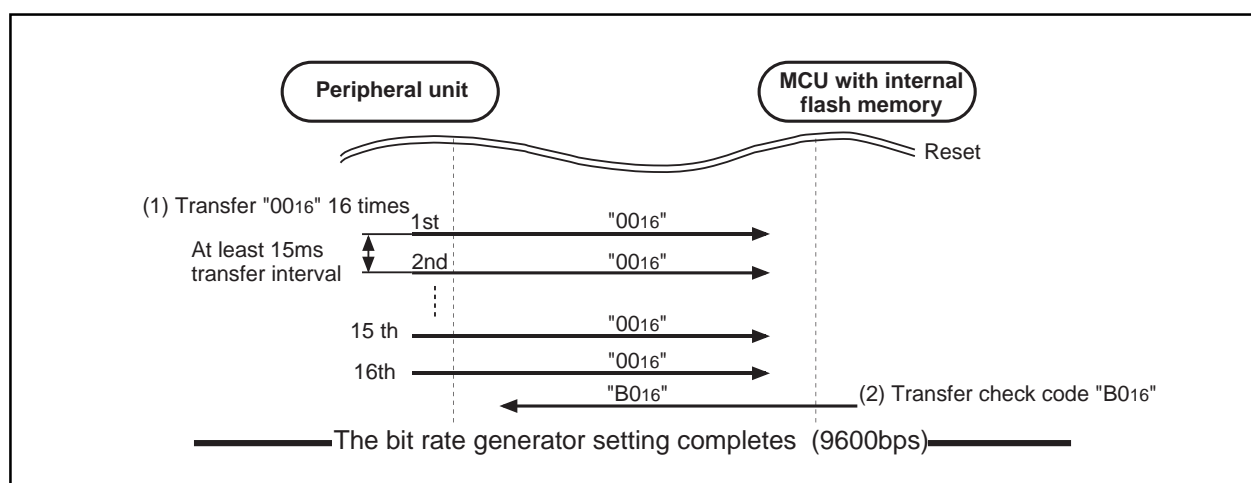 Peripheral unit
MCU with internal
flash memory
Reset
(1) Transfer "0016" 16 times
1st
"0016"
At least 15ms
transfer interval
2nd
"0016"
15 th
"0016"
16th
"0016"
"B016"
(2) Transfer check code "B016"
The bit rate generator setting completes (9600bps)